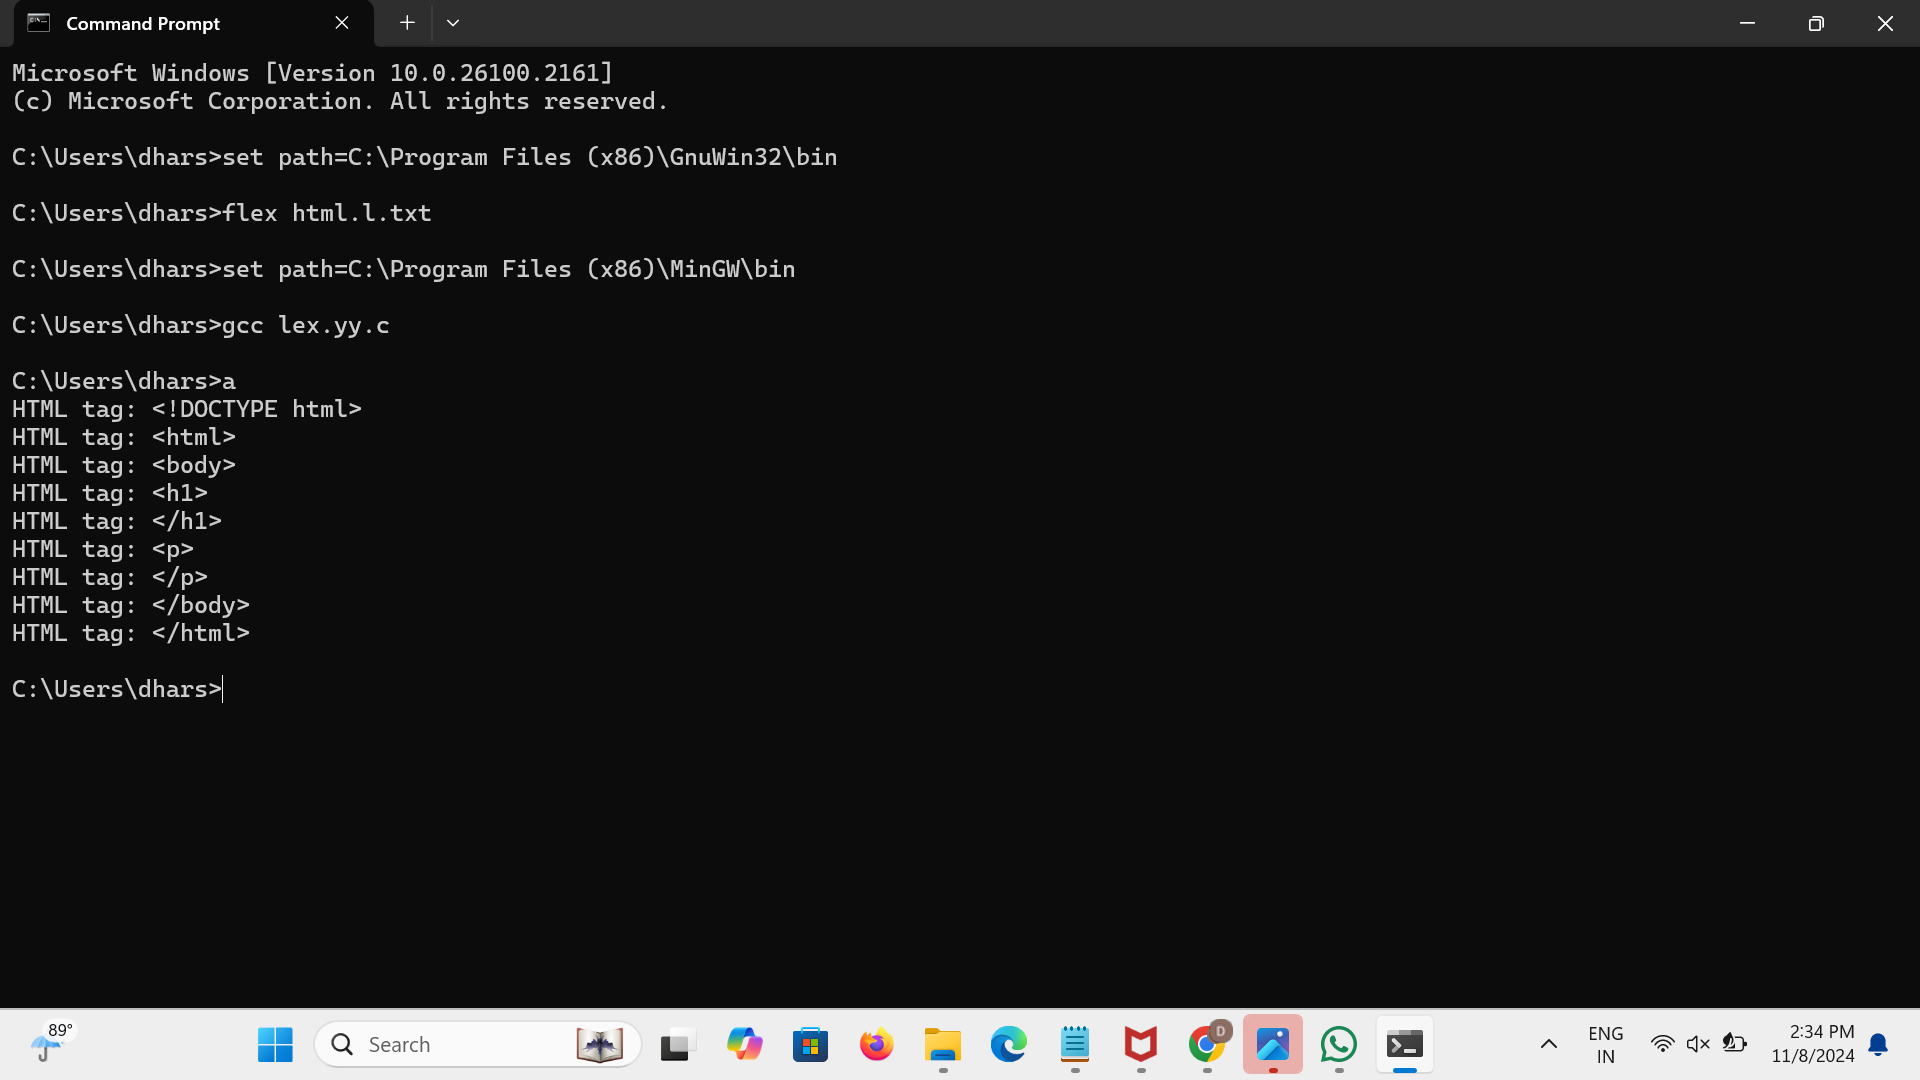 Command Prompt
Microsoft Windows [Version 10.0.26100.2161]
(c) Microsoft Corporation. All rights reserved.
C:\Users\dhars>set path=C:\Program Files (x86)\GnuWin32\bin
C:\Users\dhars>flex html.l.txt
C:\Users\dhars>set path=C:\Program Files (x86)\MinGW\bin
C:\Users\dhars>gcc lex.yy.c
C:\Users\dhars>a
HTML tag: <!DOCTYPE html>
HTML tag: <html>
HTML tag: <body>
HTML tag: <h1>
HTML tag: </h1>
HTML tag: <p>
HTML tag: </p>
HTML tag: </body>
HTML tag: </html>
C:\Users\dhars>
89°
Search
D
ENG
IN
2:34 PM
11/8/2024